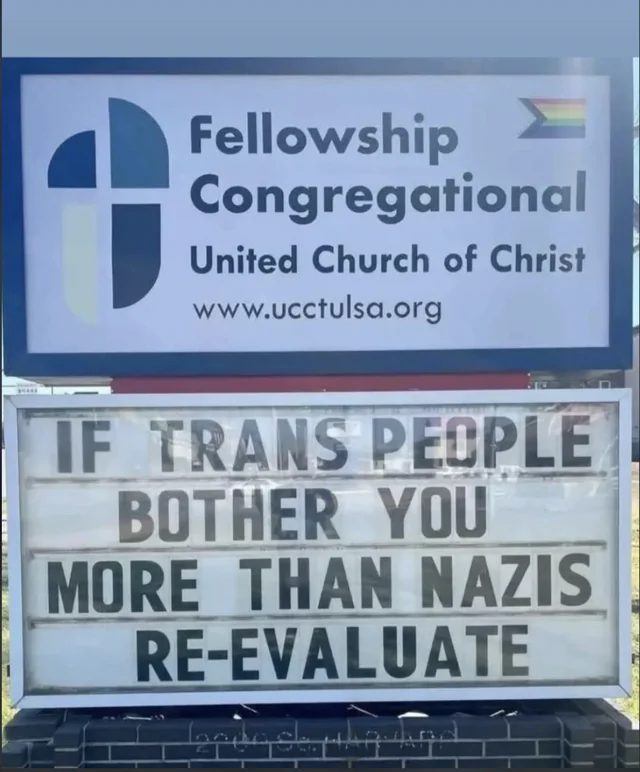 Fellowship
Congregational
United Church of Christ
www.ucctulsa.org
IF TRANS PEOPLE
BOTHER YOU
MORE THAN NAZIS
RE-EVALUATE